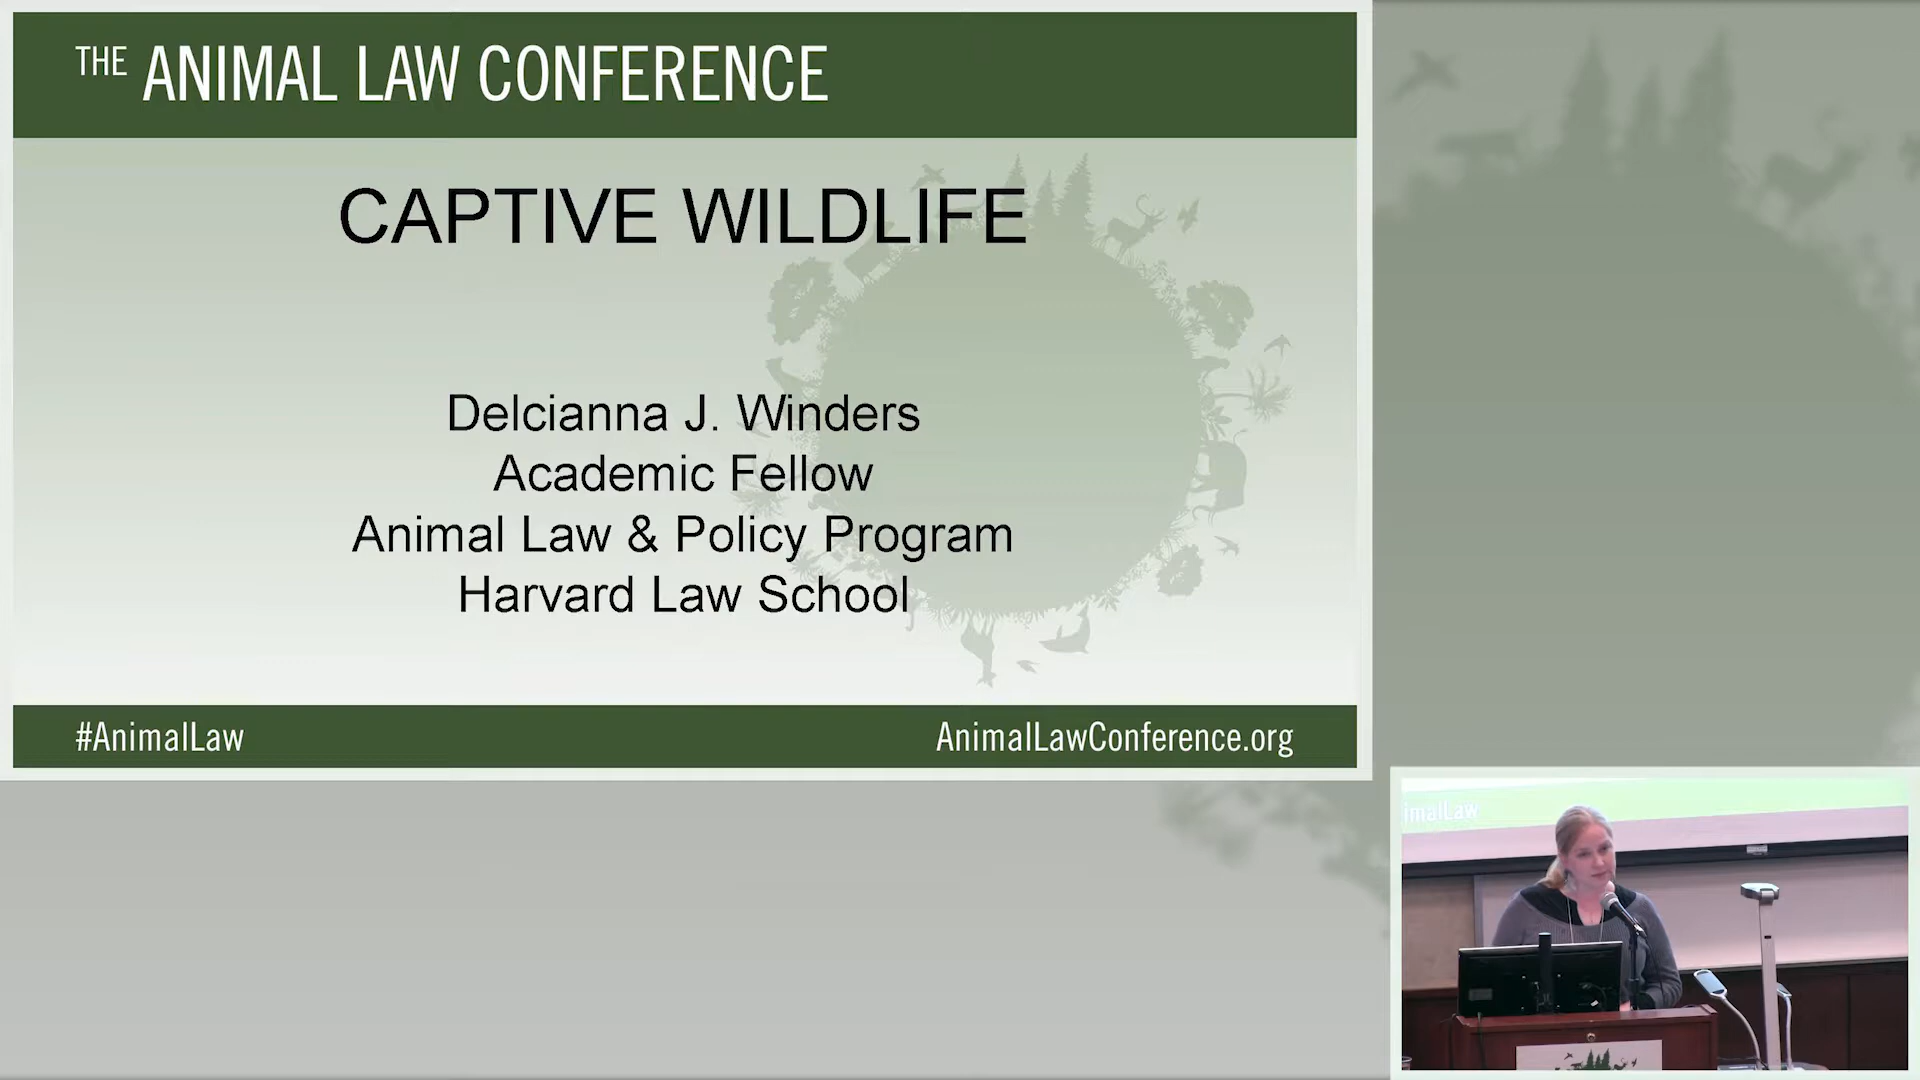 THE ANIMAL LAW CONFERENCE
CAPTIVE WILDLIFE
Delcianna J. Winders
Academic Fellow
Animal Law & Policy Program
Harvard Law School
#AnimalLaw
AnimalLawConference.org
imalLaw